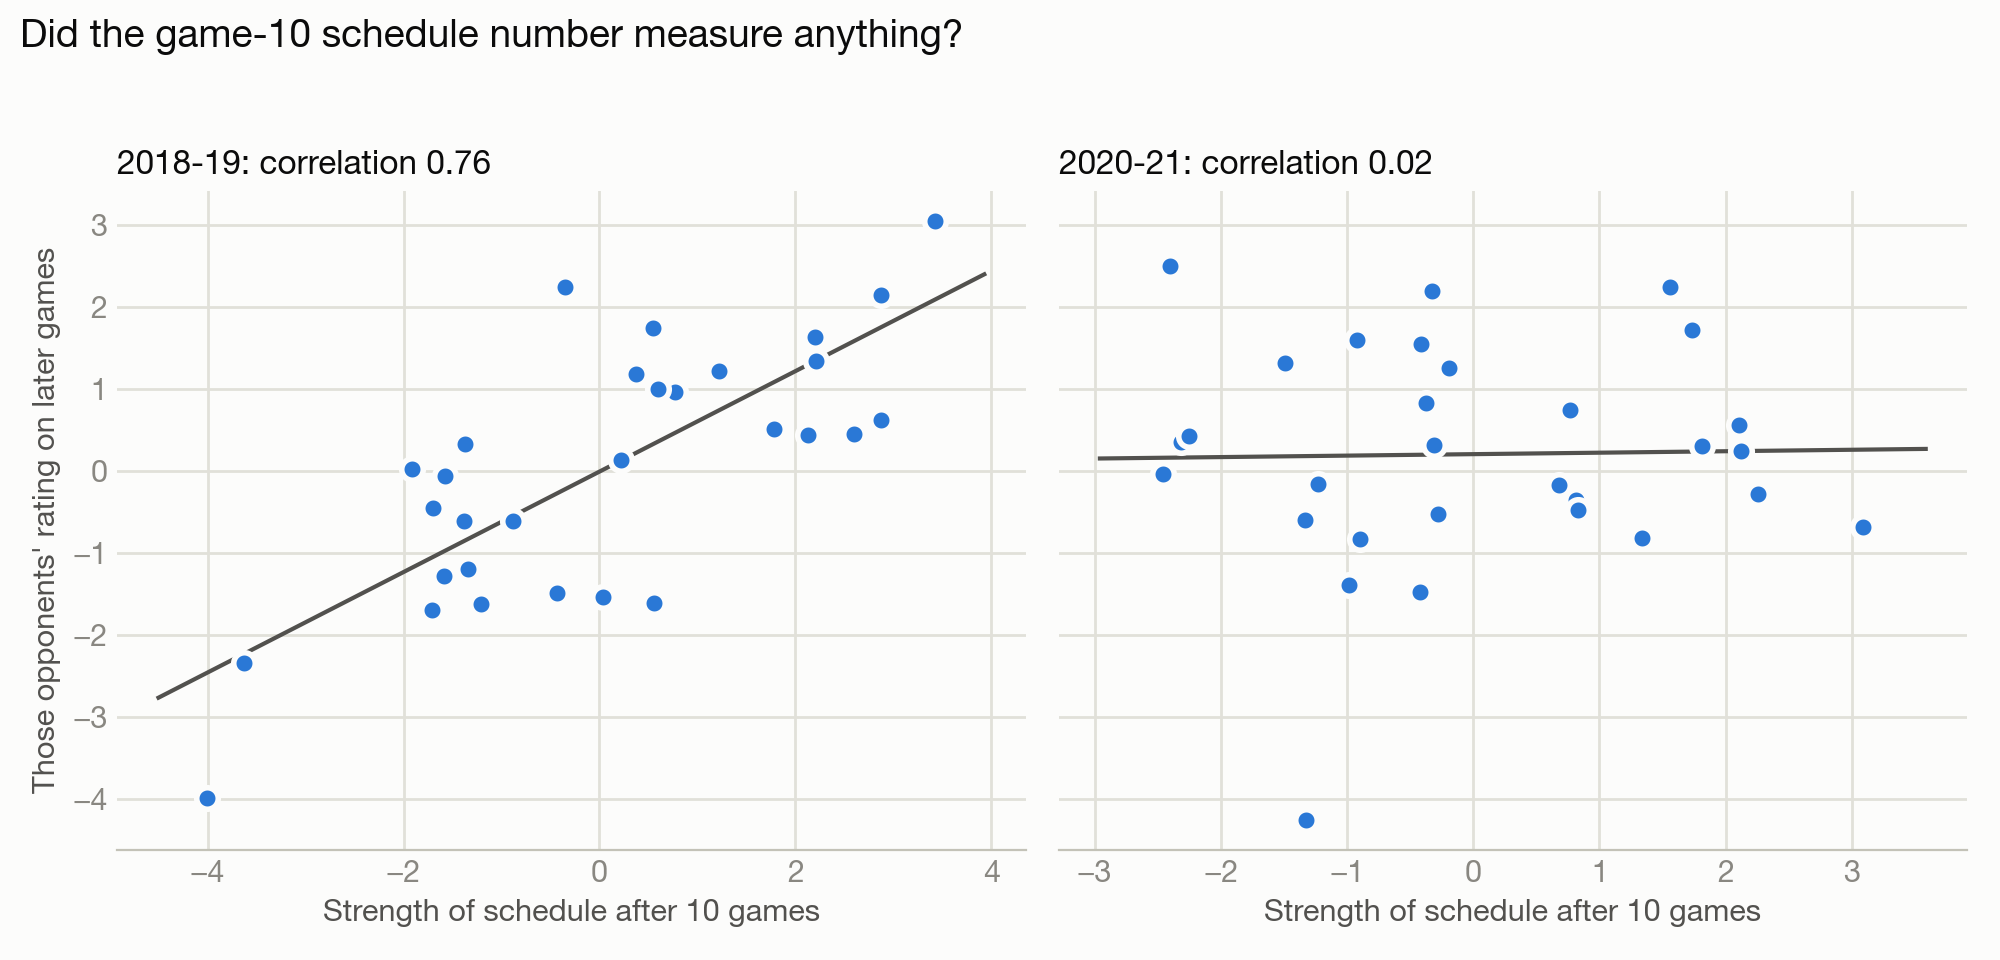 Did the game-10 schedule number measure anything?
2018-19: correlation 0.76
2020-21: correlation 0.02
Those opponents' rating on later games
3
2
1
0
−1
−2
−3
−4
−4 −2 0 2 4
−3 −2 −1 0 1 2 3
Strength of schedule after 10 games
Strength of schedule after 10 games